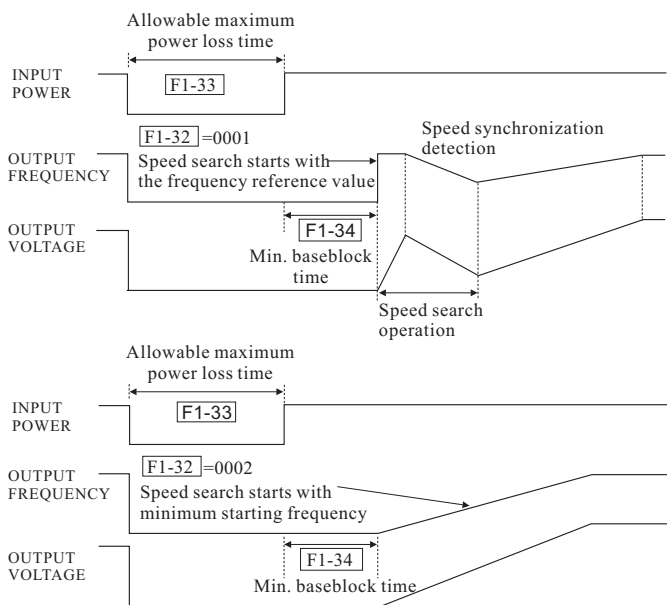 Allowable maximum
power loss time
INPUT
POWER
F1-33
F1-32 =0001
Speed synchronization
detection
OUTPUT
FREQUENCY
Speed search starts with
the frequency reference value
OUTPUT
VOLTAGE
F1-34
Min. baseblock
time
Speed search
operation
Allowable maximum
power loss time
INPUT
POWER
F1-33
F1-32 =0002
OUTPUT
FREQUENCY
Speed search starts with
minimum starting frequency
OUTPUT
VOLTAGE
F1-34
Min. baseblock time